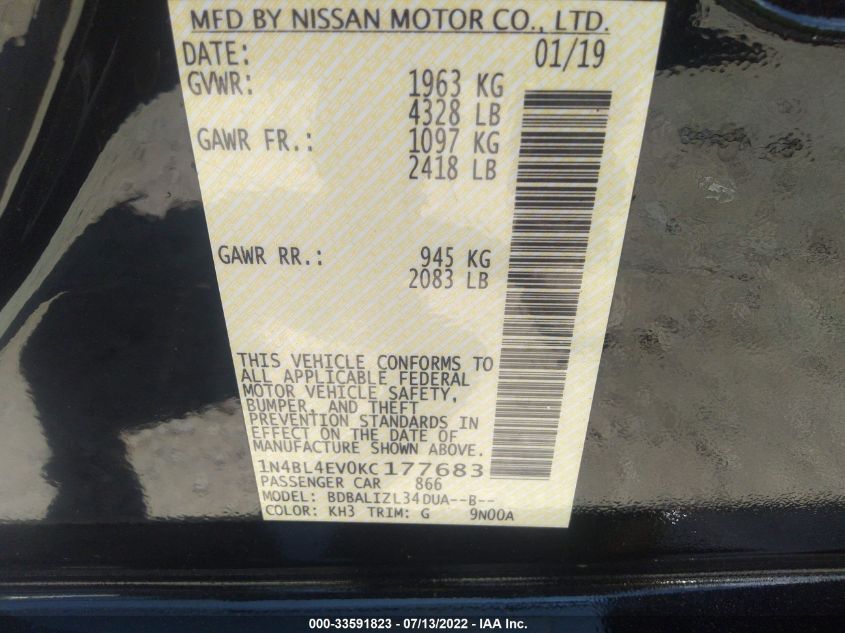 MFD BY NISSAN MOTOR CO., LTD.
DATE: 01/19
GVWR: 1963 KG
4328 LB
GAWR FR.: 1097 KG
2418 LB
GAWR RR.: 945 KG
2083 LB
THIS VEHICLE CONFORMS TO
ALL APPLICABLE FEDERAL
MOTOR VEHICLE SAFETY,
BUMPER, AND THEFT
PREVENTION STANDARDS IN
EFFECT ON THE DATE OF
MANUFACTURE SHOWN ABOVE.
1N4BL4EV0KC177683
PASSENGER CAR 866
MODEL: BDBALIZL34DUA--B--
COLOR: KH3 TRIM: G 9N00A
000-33591823 - 07/13/2022 - IAA Inc.